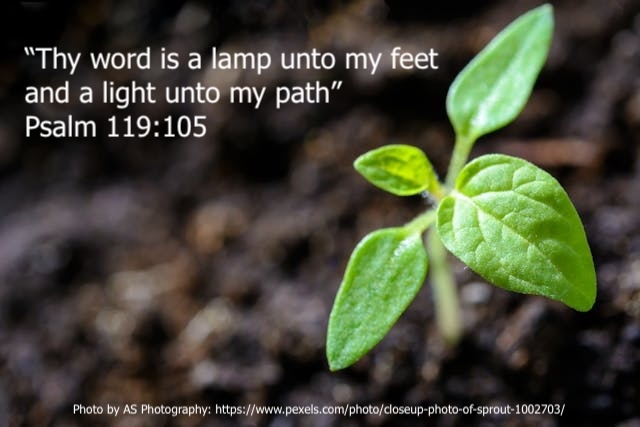 “Thy word is a lamp unto my feet
and a light unto my path”
Psalm 119:105
Photo by AS Photography: https://www.pexels.com/photo/closeup-photo-of-sprout-1002703/